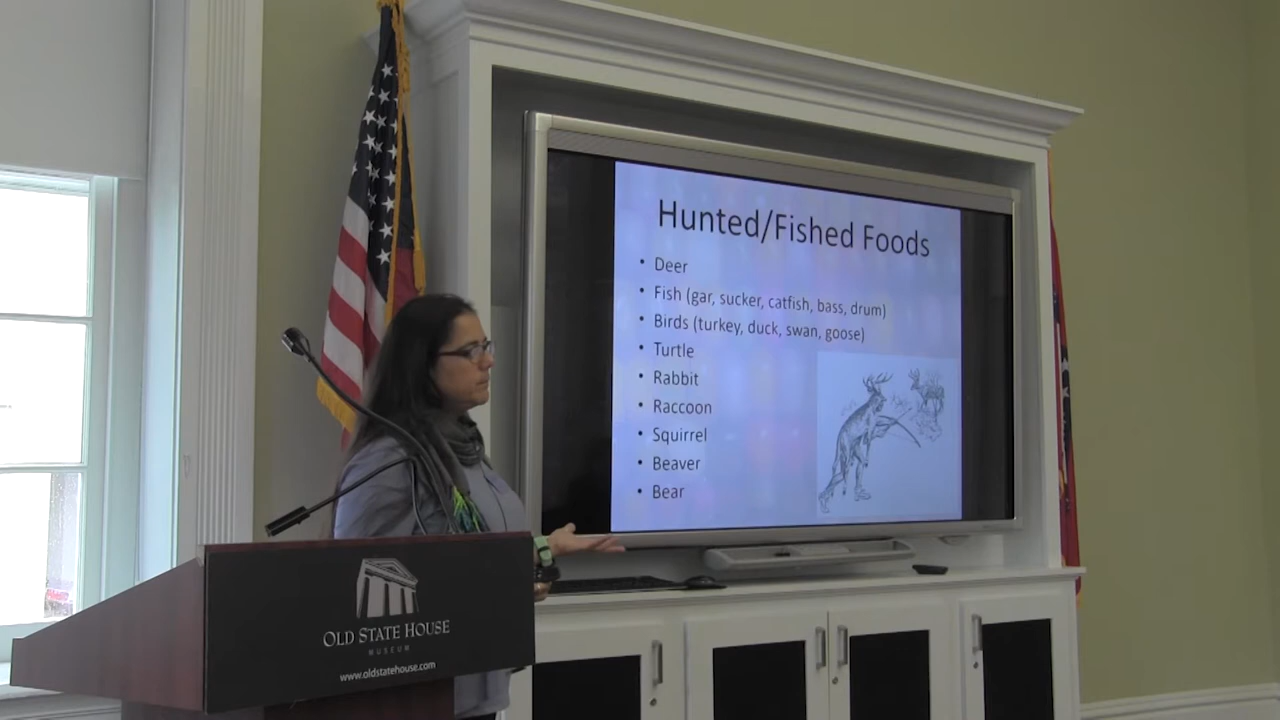 Hunted/Fished Foods
• Deer
• Fish (gar, sucker, catfish, bass, drum)
• Birds (turkey, duck, swan, goose)
• Turtle
• Rabbit
• Raccoon
• Squirrel
• Beaver
• Bear
OLD STATE HOUSE
MUSEUM
www.oldstatehouse.com